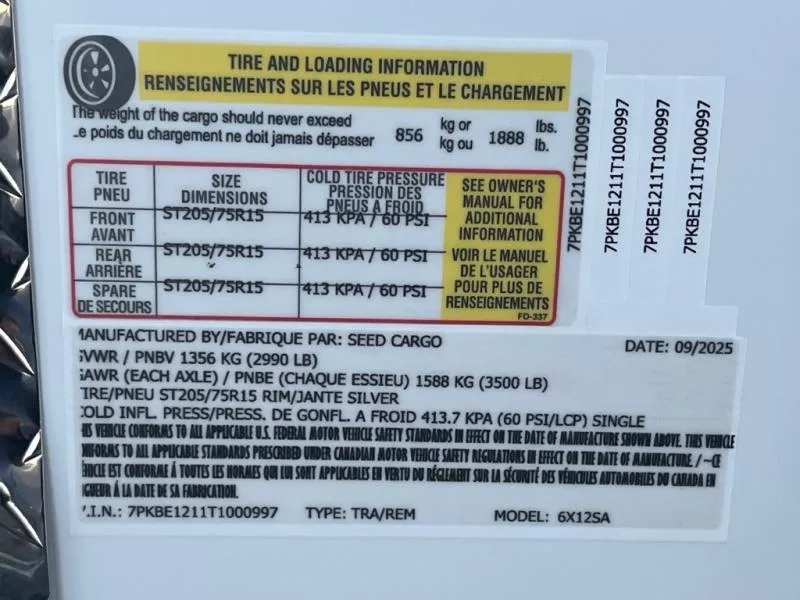 TIRE AND LOADING INFORMATION
RENSEIGNEMENTS SUR LES PNEUS ET LE CHARGEMENT
The weight of the cargo should never exceed 856 kg or 1888 lbs.
_e poids du chargement ne doit jamais dépasser kg ou lb.
TIRE PNEU
SIZE DIMENSIONS
COLD TIRE PRESSURE PRESSION DES PNEUS A FROID
SEE OWNER'S MANUAL FOR ADDITIONAL INFORMATION
VOIR LE MANUEL DE L'USAGER POUR PLUS DE RENSEIGNEMENTS
FRONT AVANT ST205/75R15 413 KPA / 60 PSI
REAR ARRIÈRE ST205/75R15 413 KPA / 60 PSI
SPARE DE SECOURS ST205/75R15 413 KPA / 60 PSI
FD-337
7PKBE1211T1000997
7PKBE1211T1000997
7PKBE1211T1000997
7PKBE1211T1000997
IANUFACTURED BY/FABRIQUE PAR: SEED CARGO DATE: 09/2025
GVWR / PNBV 1356 KG (2990 LB)
GAWR (EACH AXLE) / PNBE (CHAQUE ESSIEU) 1588 KG (3500 LB)
TIRE/PNEU ST205/75R15 RIM/JANTE SILVER
COLD INFL. PRESS/PRESS. DE GONFL. A FROID 413.7 KPA (60 PSI/LCP) SINGLE
IS VEHICLE CONFORMS TO ALL APPLICABLE U.S. FEDERAL MOTOR VEHICLE SAFETY STANDARDS IN EFFECT ON THE DATE OF MANUFACTURE SHOWN ABOVE. THIS VEHICLE
NFORMS TO ALL APPLICABLE STANDARDS PRESCRIBED UNDER CANADIAN MOTOR VEHICLE SAFETY REGULATIONS IN EFFECT ON THE DATE OF MANUFACTURE. / ~CE
ÉHICLE EST CONFORME À TOUTES LES NORMES QUI LUI SONT APPLICABLES EN VERTU DU RÈGLEMENT SUR LA SÉCURITÉ DES VÉHICULES AUTOMOBILES DU CANADA EN
IGUEUR À LA DATE DE SA FABRICATION.
V.I.N.: 7PKBE1211T1000997 TYPE: TRA/REM MODEL: 6X12SA